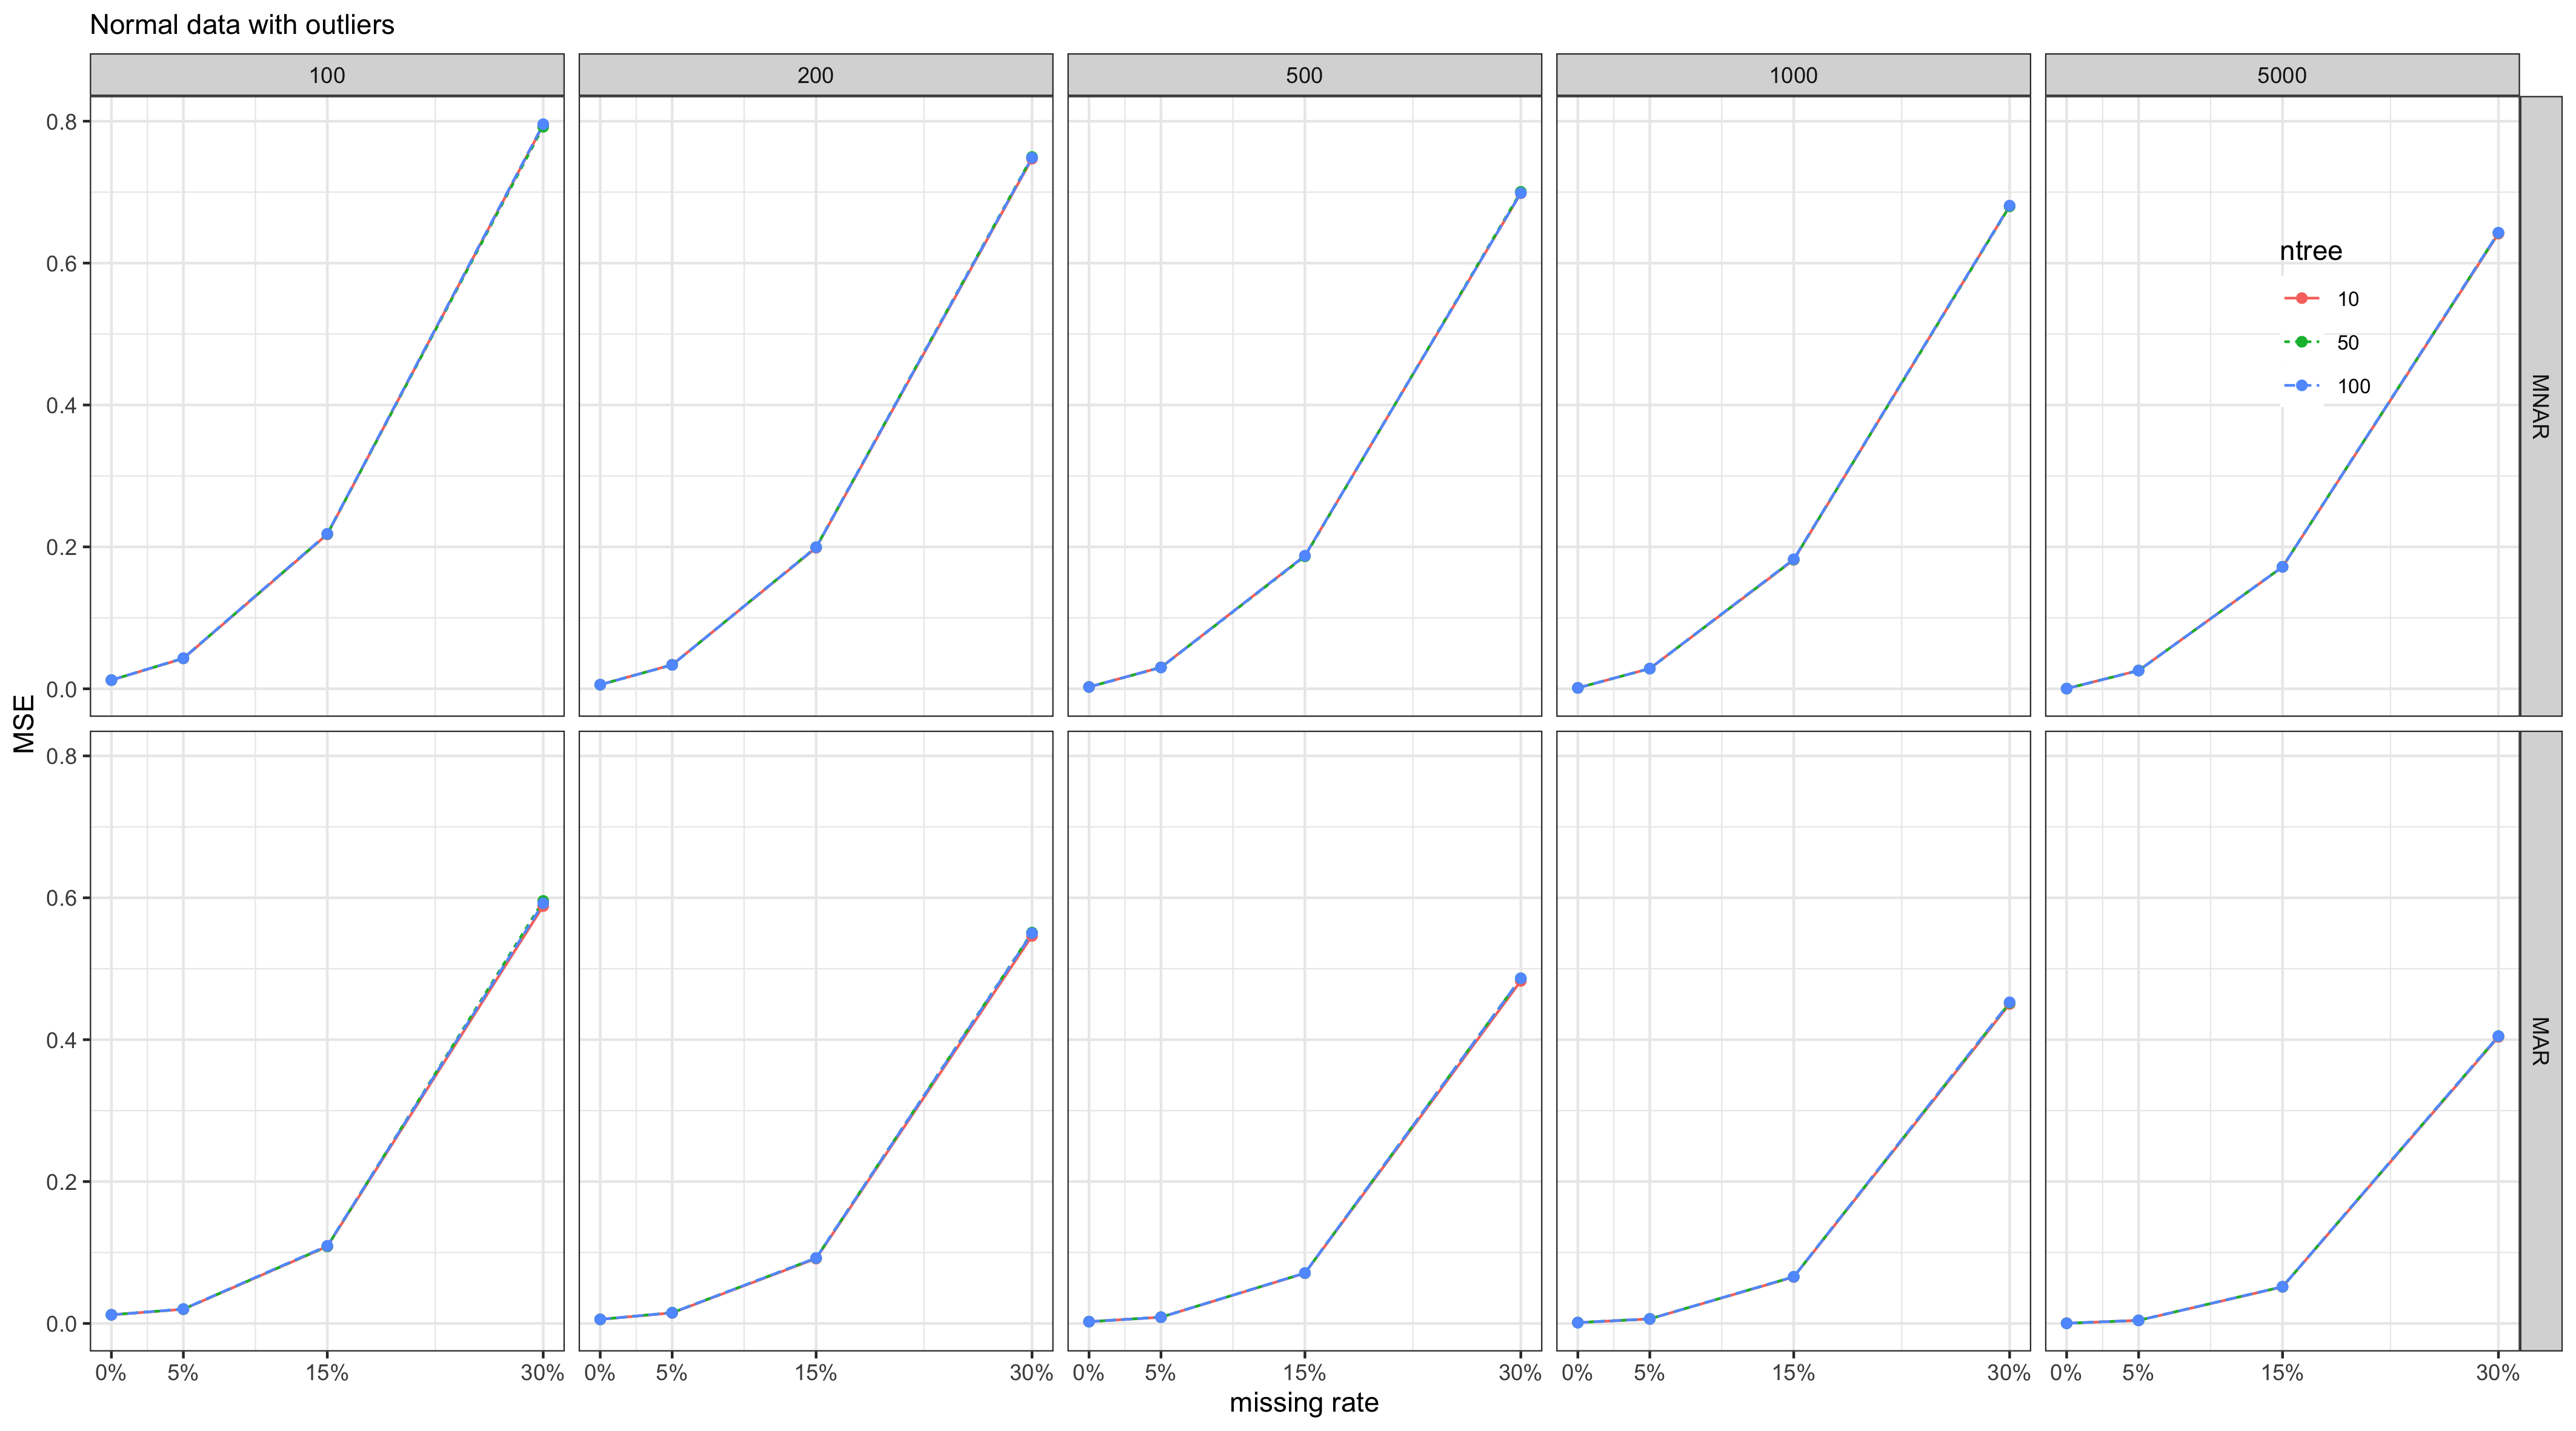 Normal data with outliers
100 200 500 1000 5000
0.8
0.6
0.4
0.2
0.0
MNAR
ntree
10
50
100
MSE
0.8
0.6
0.4
0.2
0.0
MAR
0% 5% 15% 30% 0% 5% 15% 30% 0% 5% 15% 30% 0% 5% 15% 30% 0% 5% 15% 30%
missing rate